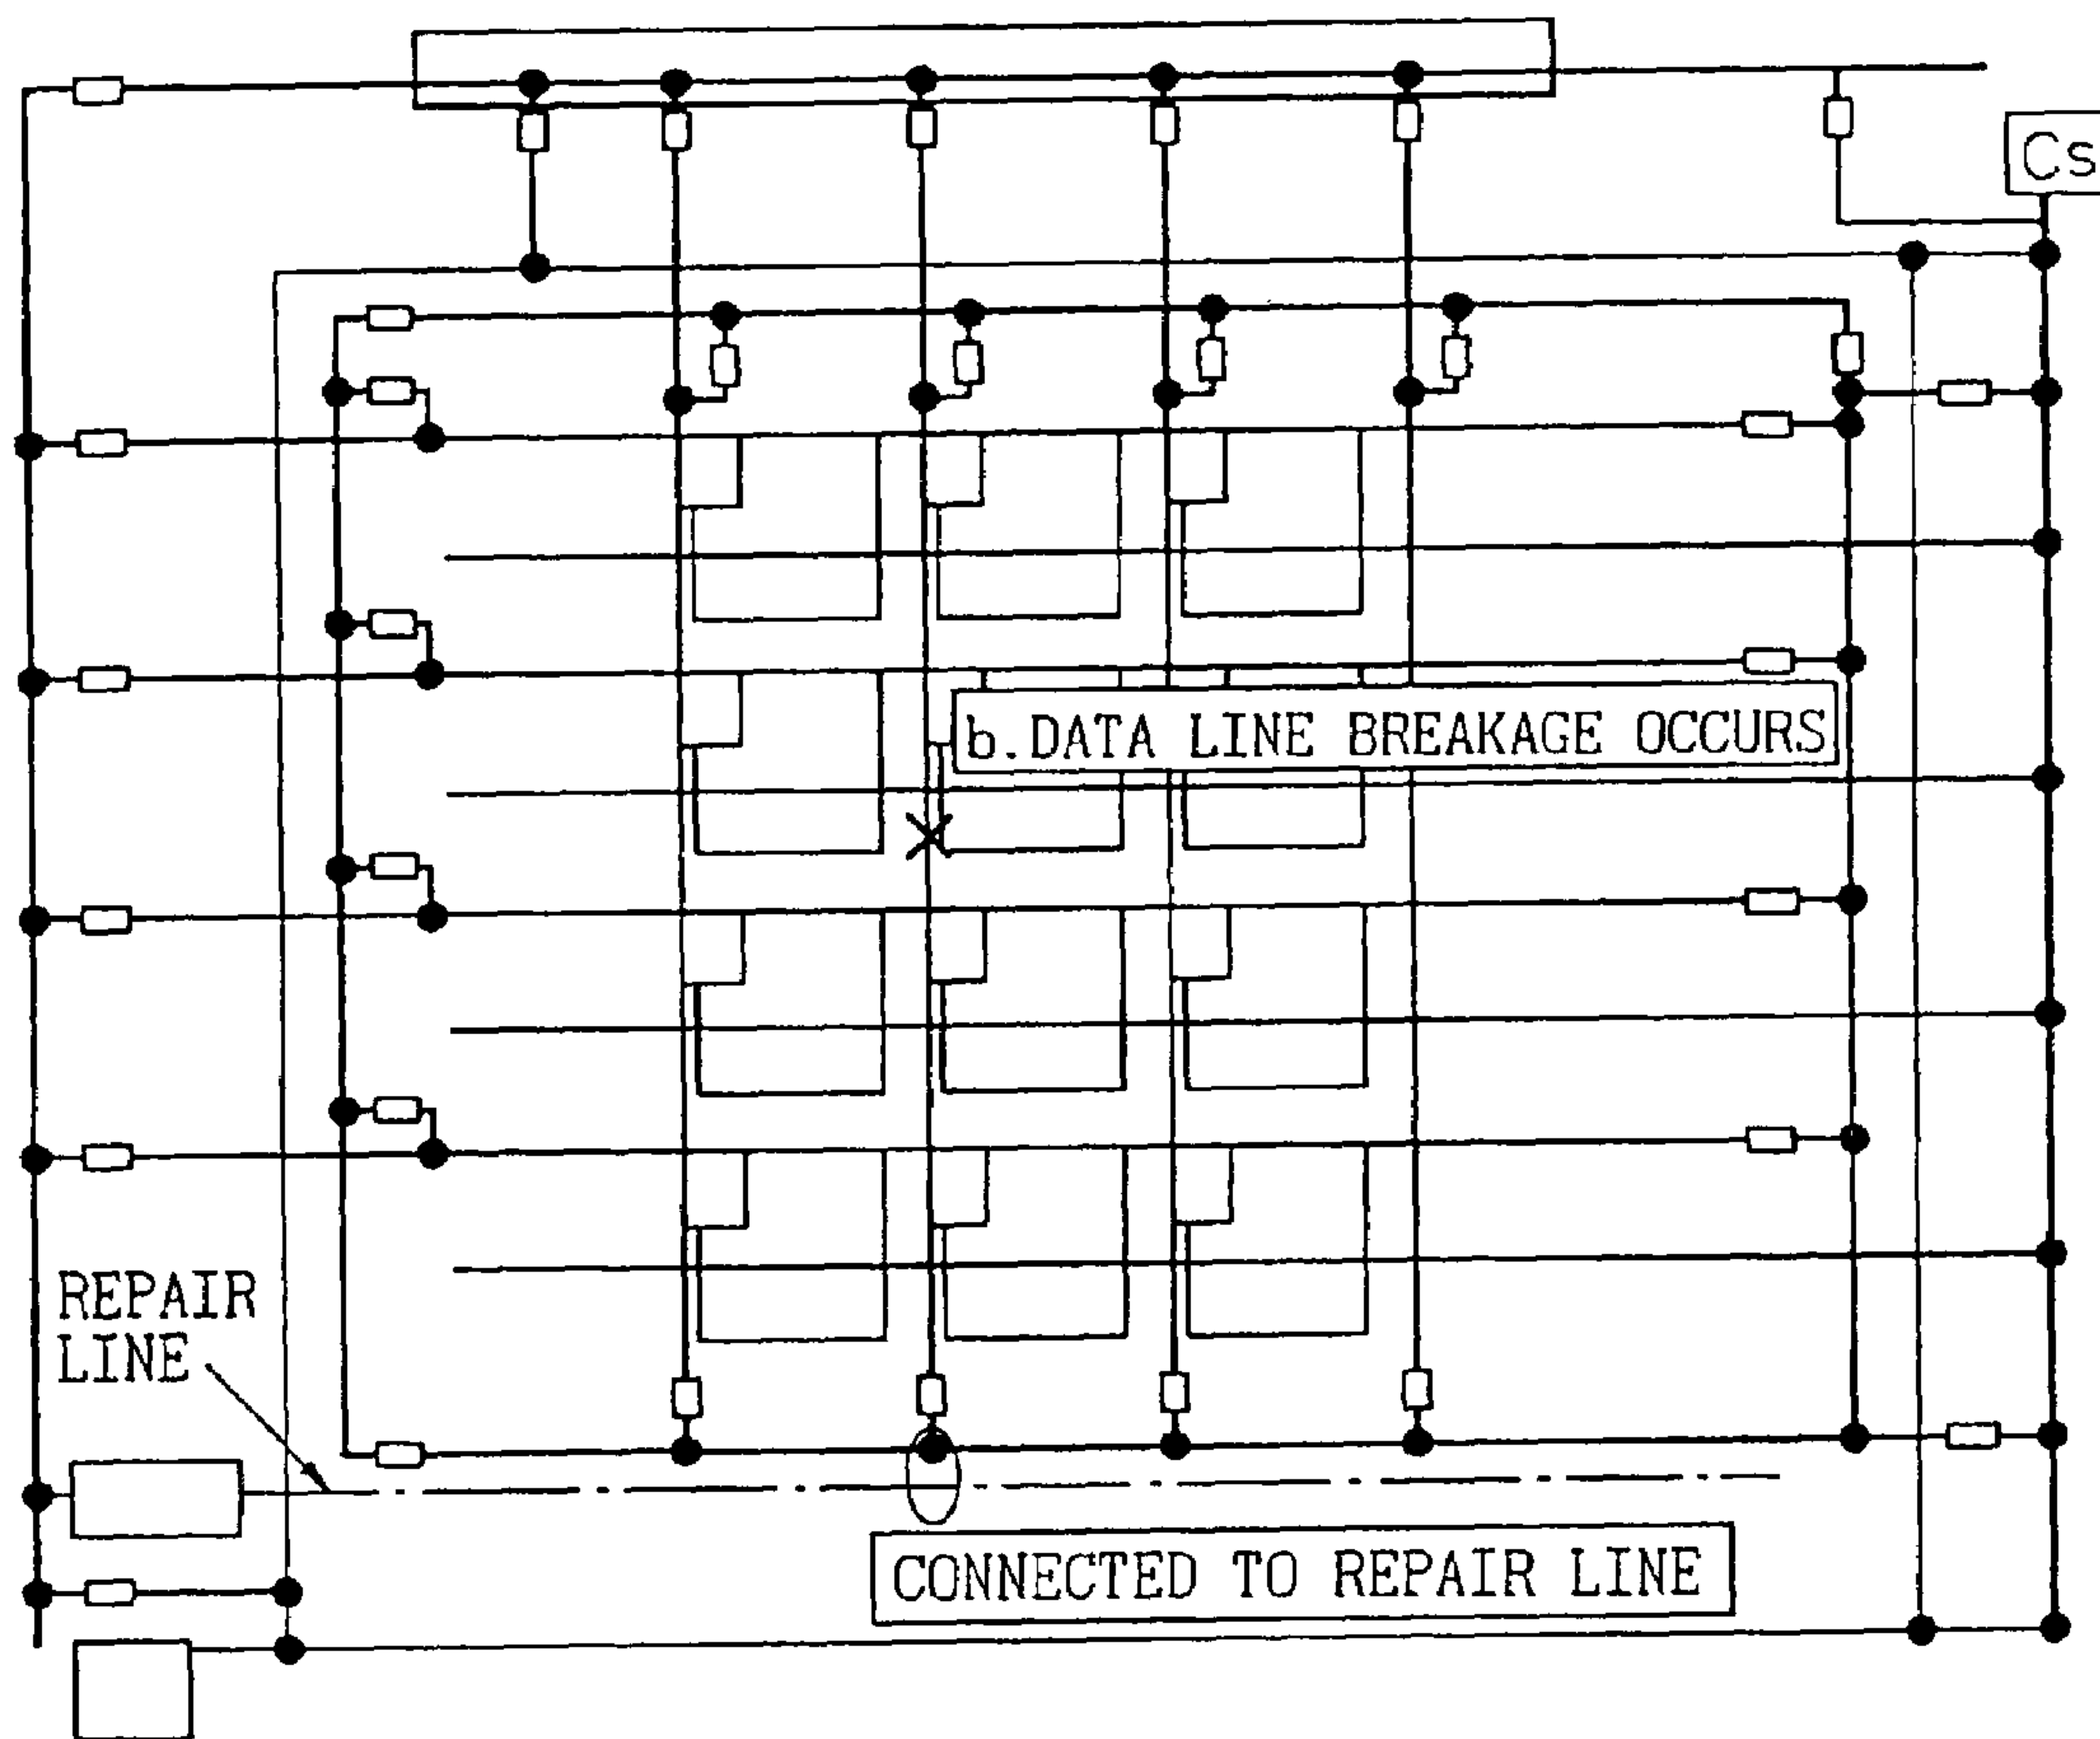 Cs
b.DATA LINE BREAKAGE OCCURS
REPAIR
LINE
CONNECTED TO REPAIR LINE